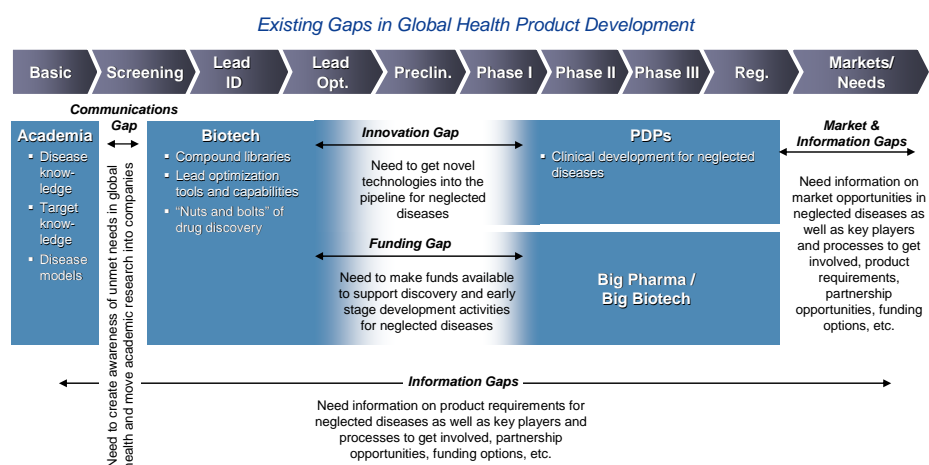 Existing Gaps in Global Health Product Development
Basic
Screening
Lead
ID
Lead
Opt.
Preclin.
Phase I
Phase II
Phase III
Reg.
Markets/
Needs
Communications
Gap
Academia
▪ Disease
know-
ledge
▪ Target
know-
ledge
▪ Disease
models
Need to create awareness of unmet needs in global
health and move academic research into companies
Biotech
▪ Compound libraries
▪ Lead optimization
tools and capabilities
▪ “Nuts and bolts” of
drug discovery
Innovation Gap
Need to get novel
technologies into the
pipeline for neglected
diseases
Funding Gap
Need to make funds available
to support discovery and early
stage development activities
for neglected diseases
PDPs
▪ Clinical development for neglected
diseases
Big Pharma /
Big Biotech
Market &
Information Gaps
Need information on
market opportunities in
neglected diseases as
well as key players
and processes to get
involved, product
requirements,
partnership
opportunities, funding
options, etc.
Information Gaps
Need information on product requirements for
neglected diseases as well as key players and
processes to get involved, partnership
opportunities, funding options, etc.